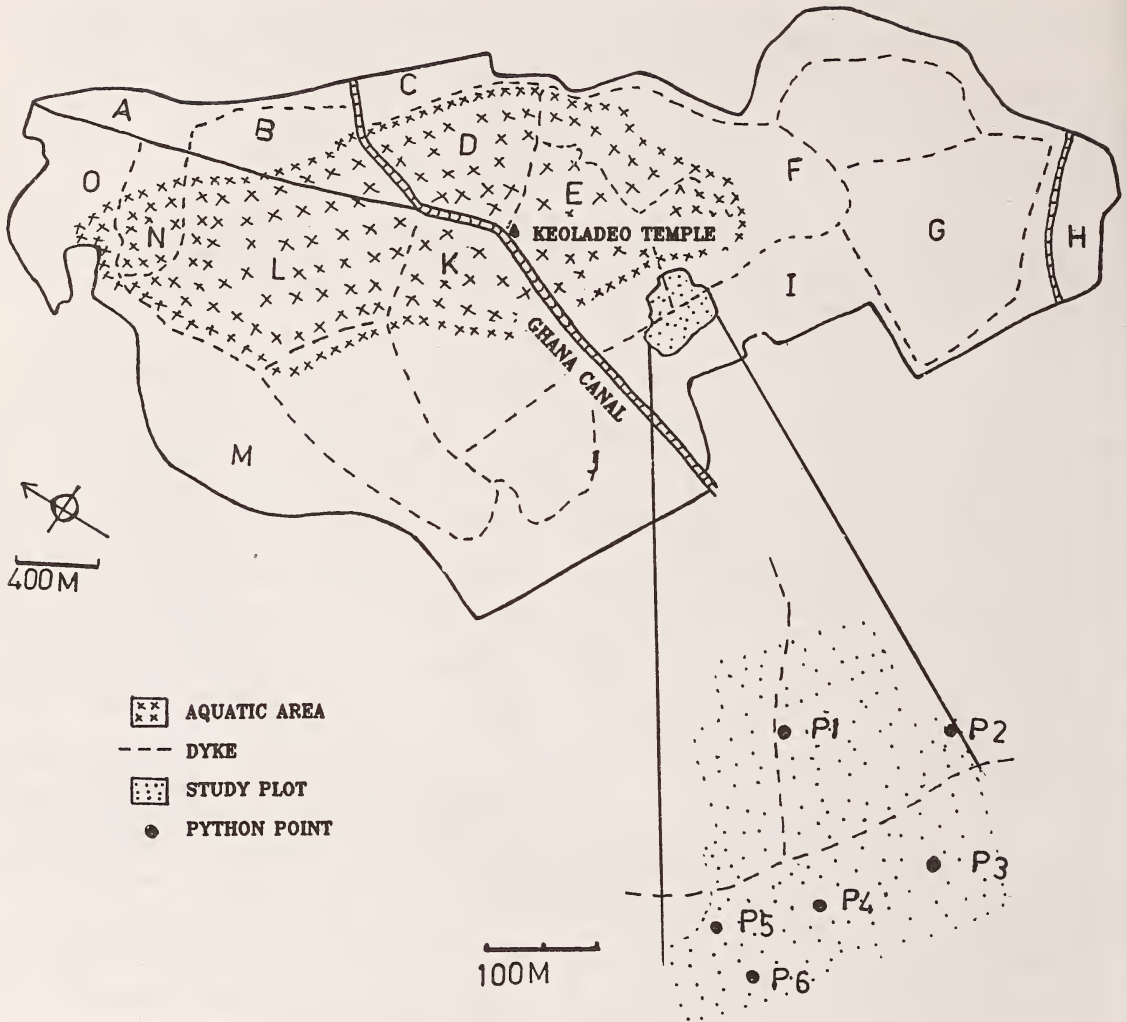 A
B
C
D
E
F
G
H
I
J
K
L
M
N
O
KEOLADEO TEMPLE
GHANA CANAL
400M
AQUATIC AREA
DYKE
STUDY PLOT
PYTHON POINT
P1
P2
P3
P4
P5
P6
100M